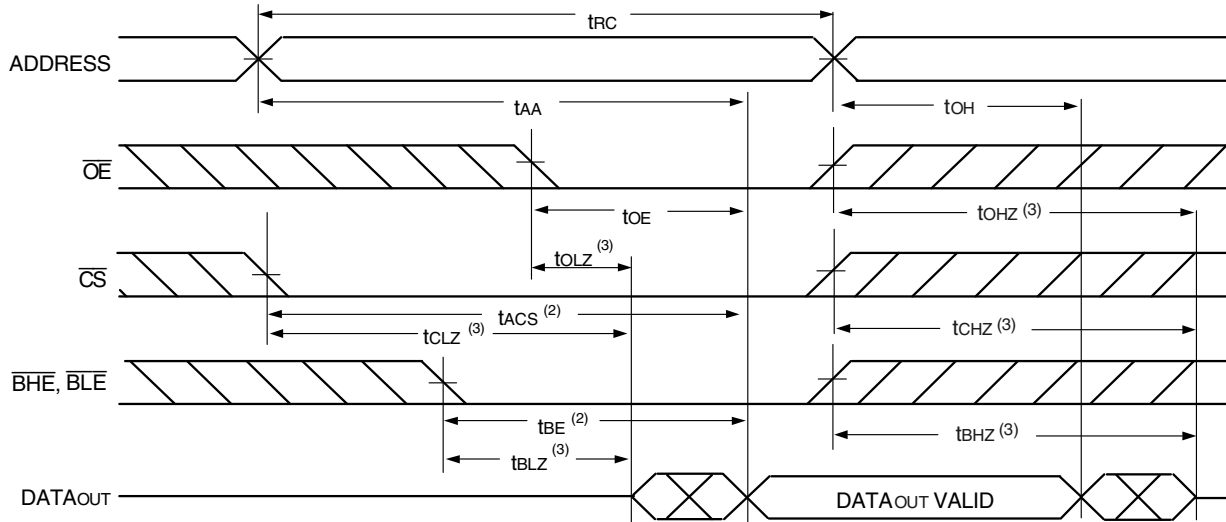 tRC
ADDRESS
tAA
tOH
OE
tOE
tOHZ (3)
tOLZ (3)
CS
tACS (2)
tCLZ (3)
tCHZ (3)
BHE, BLE
tBE (2)
tBHZ (3)
tBLZ (3)
DATAOUT
DATAOUT VALID